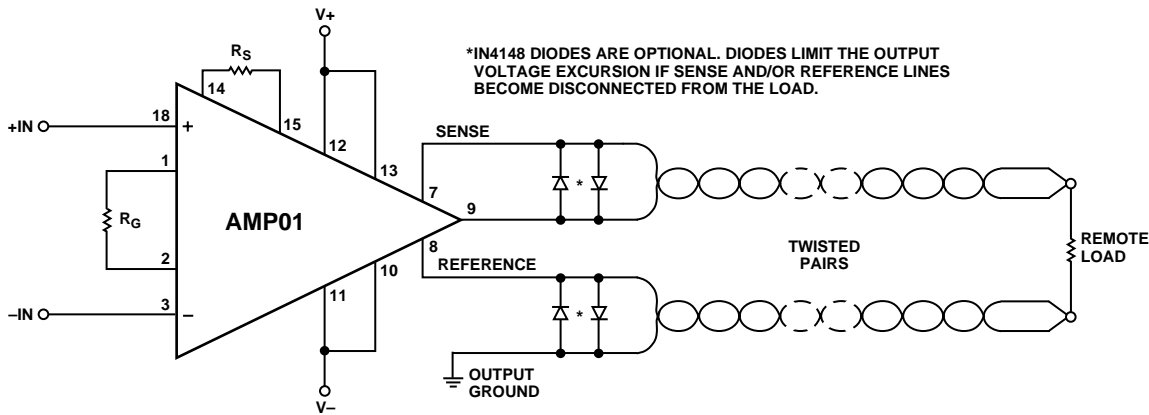 V+
R_S
*IN4148 DIODES ARE OPTIONAL. DIODES LIMIT THE OUTPUT
VOLTAGE EXCURSION IF SENSE AND/OR REFERENCE LINES
BECOME DISCONNECTED FROM THE LOAD.
14
15
+IN
18
+
12
13
SENSE
1
7
*
R_G
AMP01
9
2
8
REFERENCE
TWISTED
PAIRS
REMOTE
LOAD
10
11
–IN
3
–
*
OUTPUT
GROUND
V–